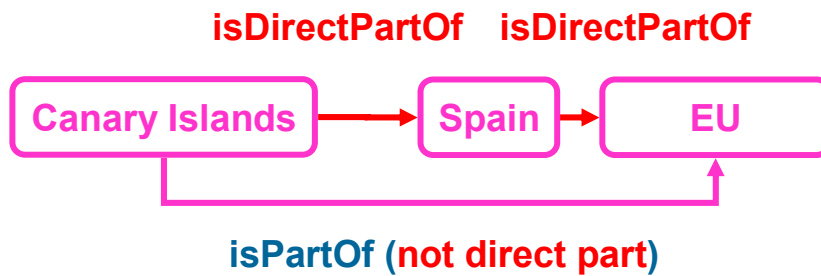 isDirectPartOf isDirectPartOf
Canary Islands Spain EU
isPartOf (not direct part)